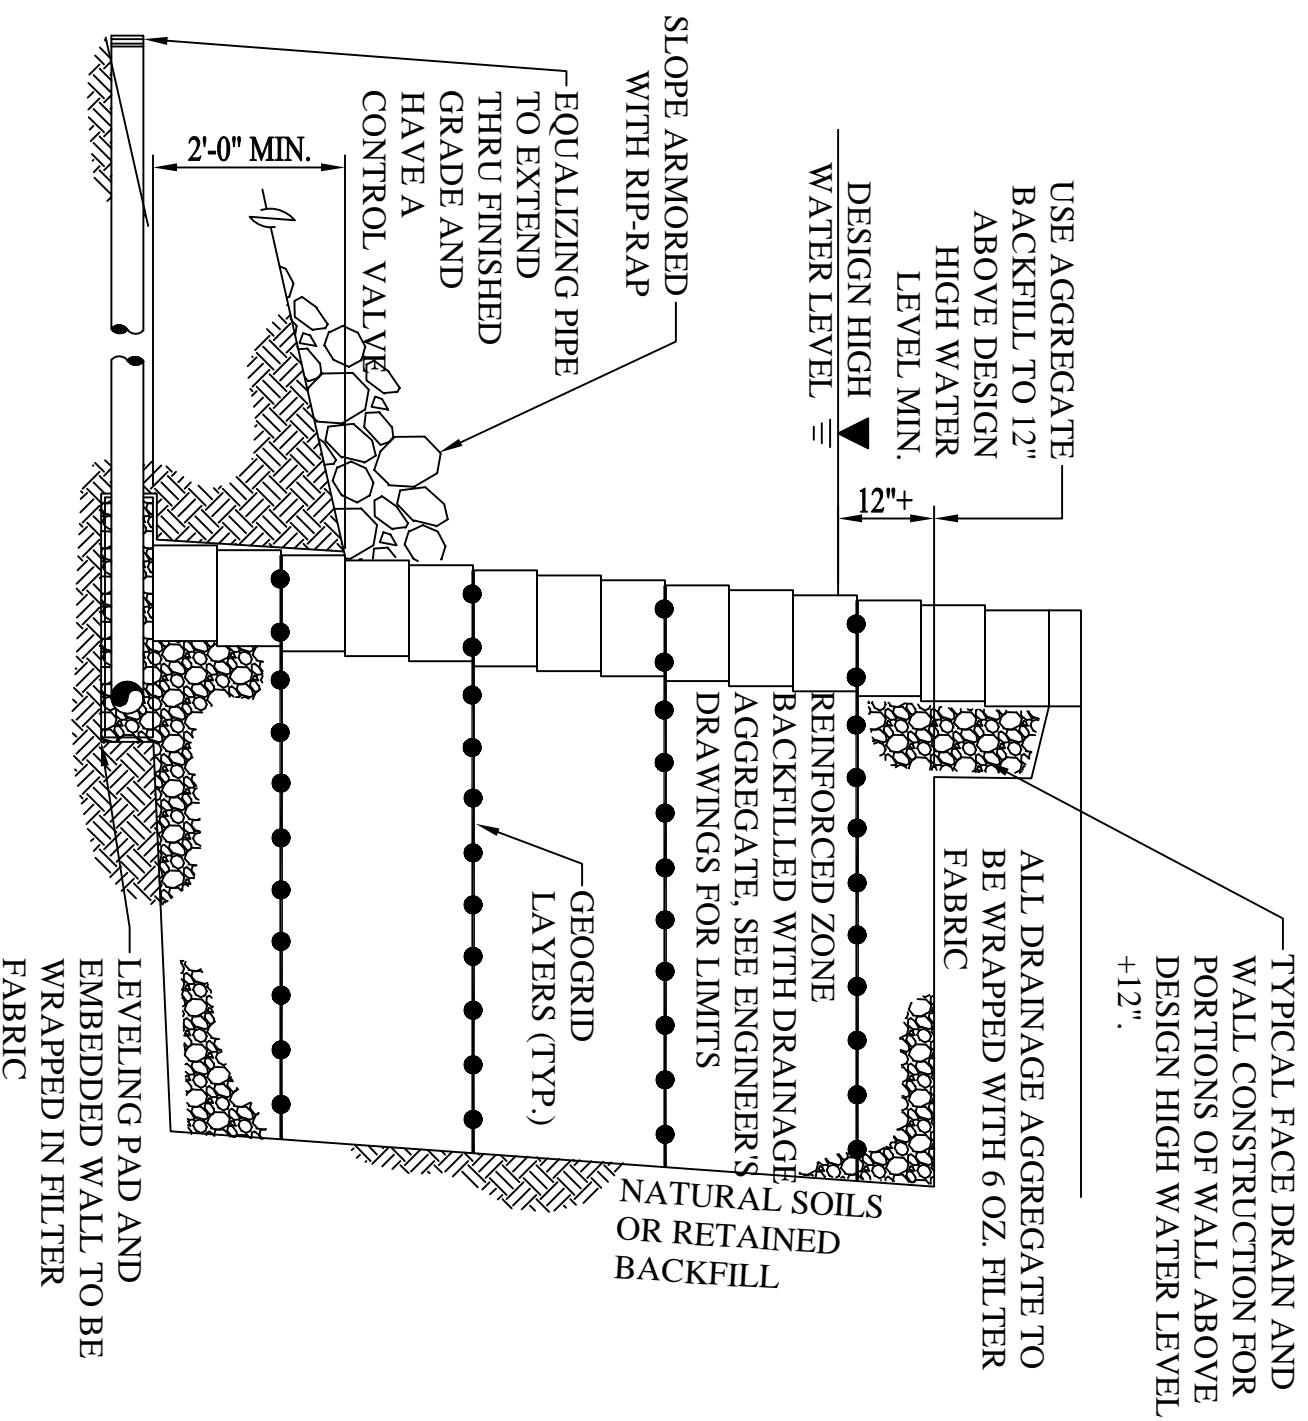 TYPICAL FACE DRAIN AND
WALL CONSTRUCTION FOR
PORTIONS OF WALL ABOVE
DESIGN HIGH WATER LEVEL
+12".
USE AGGREGATE
BACKFILL TO 12"
ABOVE DESIGN
HIGH WATER
LEVEL MIN.
12"+
DESIGN HIGH
WATER LEVEL
ALL DRAINAGE AGGREGATE TO
BE WRAPPED WITH 6 OZ. FILTER
FABRIC
REINFORCED ZONE
BACKFILLED WITH DRAINAGE
AGGREGATE, SEE ENGINEER'S
DRAWINGS FOR LIMITS
NATURAL SOILS
OR RETAINED
BACKFILL
SLOPE ARMORED
WITH RIP-RAP
GEOGRID
LAYERS (TYP.)
EQUALIZING PIPE
TO EXTEND
THRU FINISHED
GRADE AND
HAVE A
CONTROL VALVE
2'-0" MIN.
LEVELING PAD AND
EMBEDDED WALL TO BE
WRAPPED IN FILTER
FABRIC